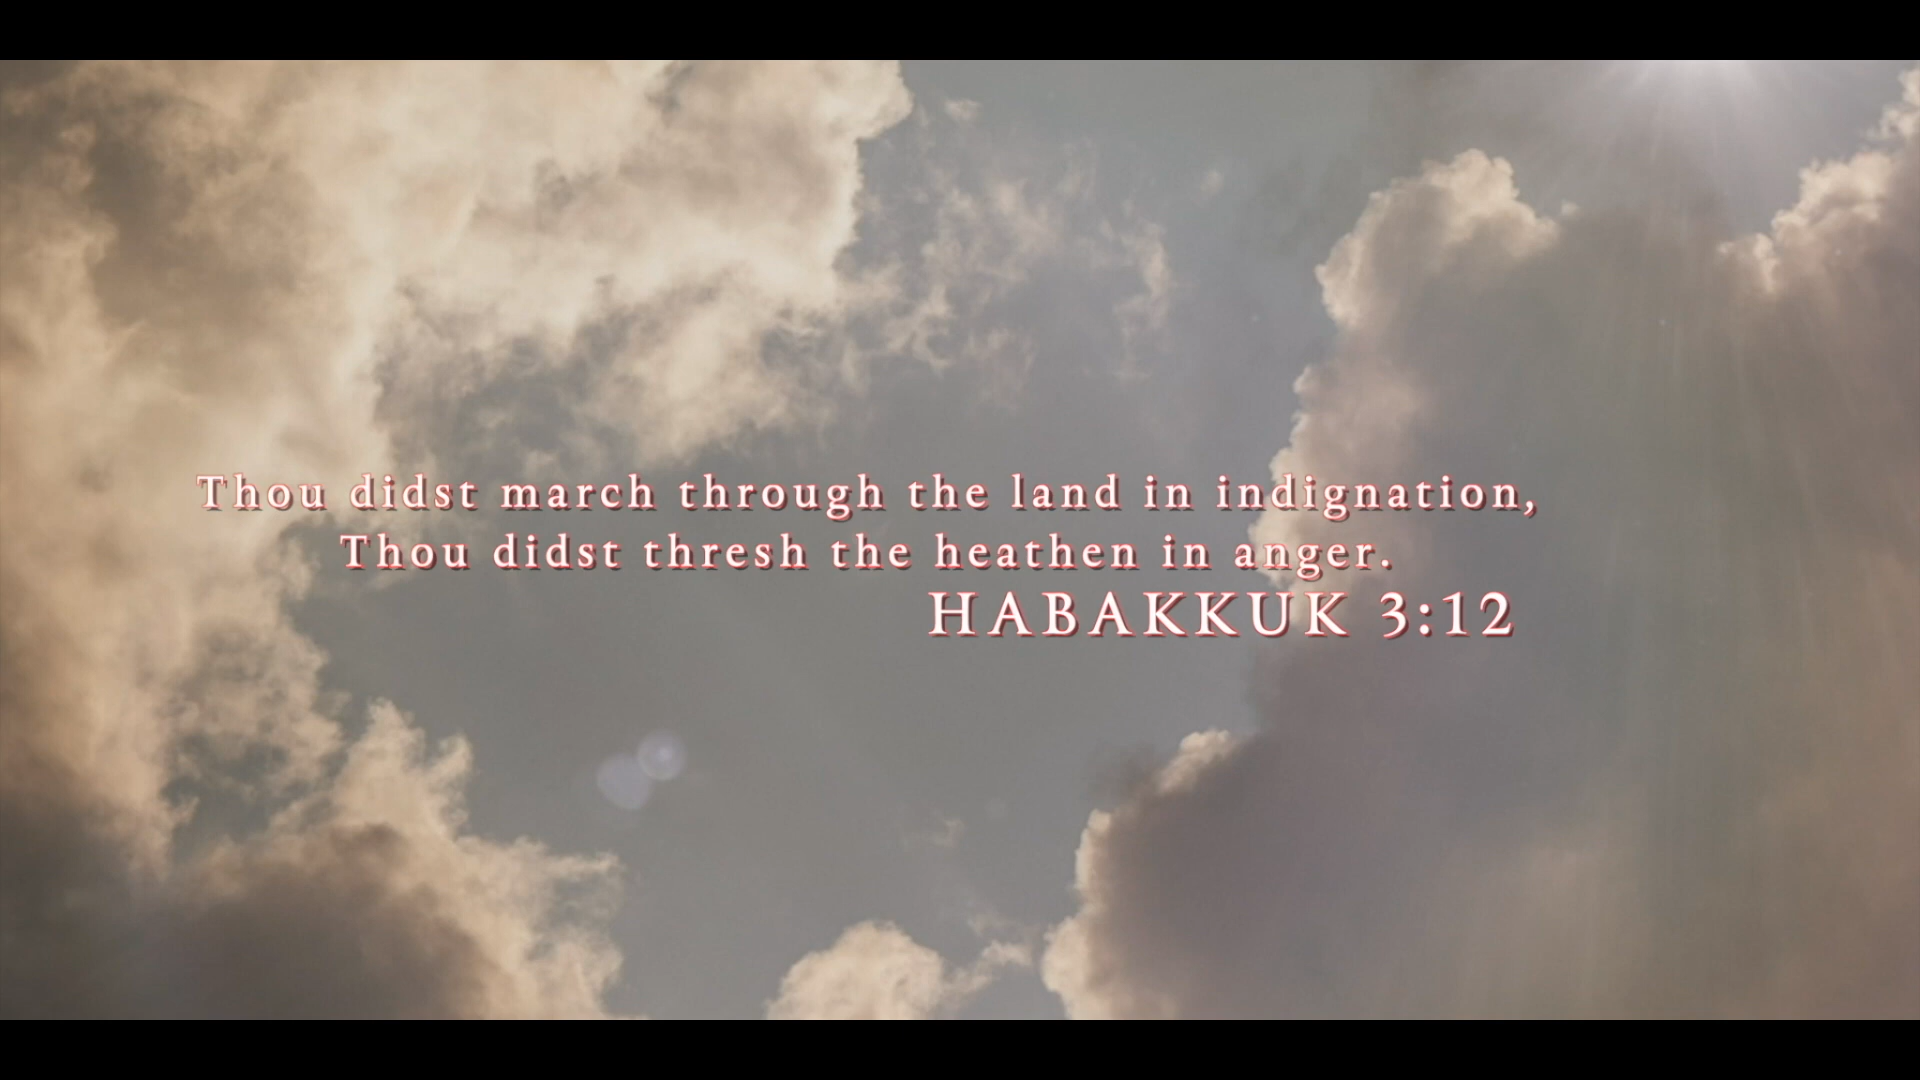 Thou didst march through the land in indignation,
Thou didst thresh the heathen in anger.
HABAKKUK 3:12